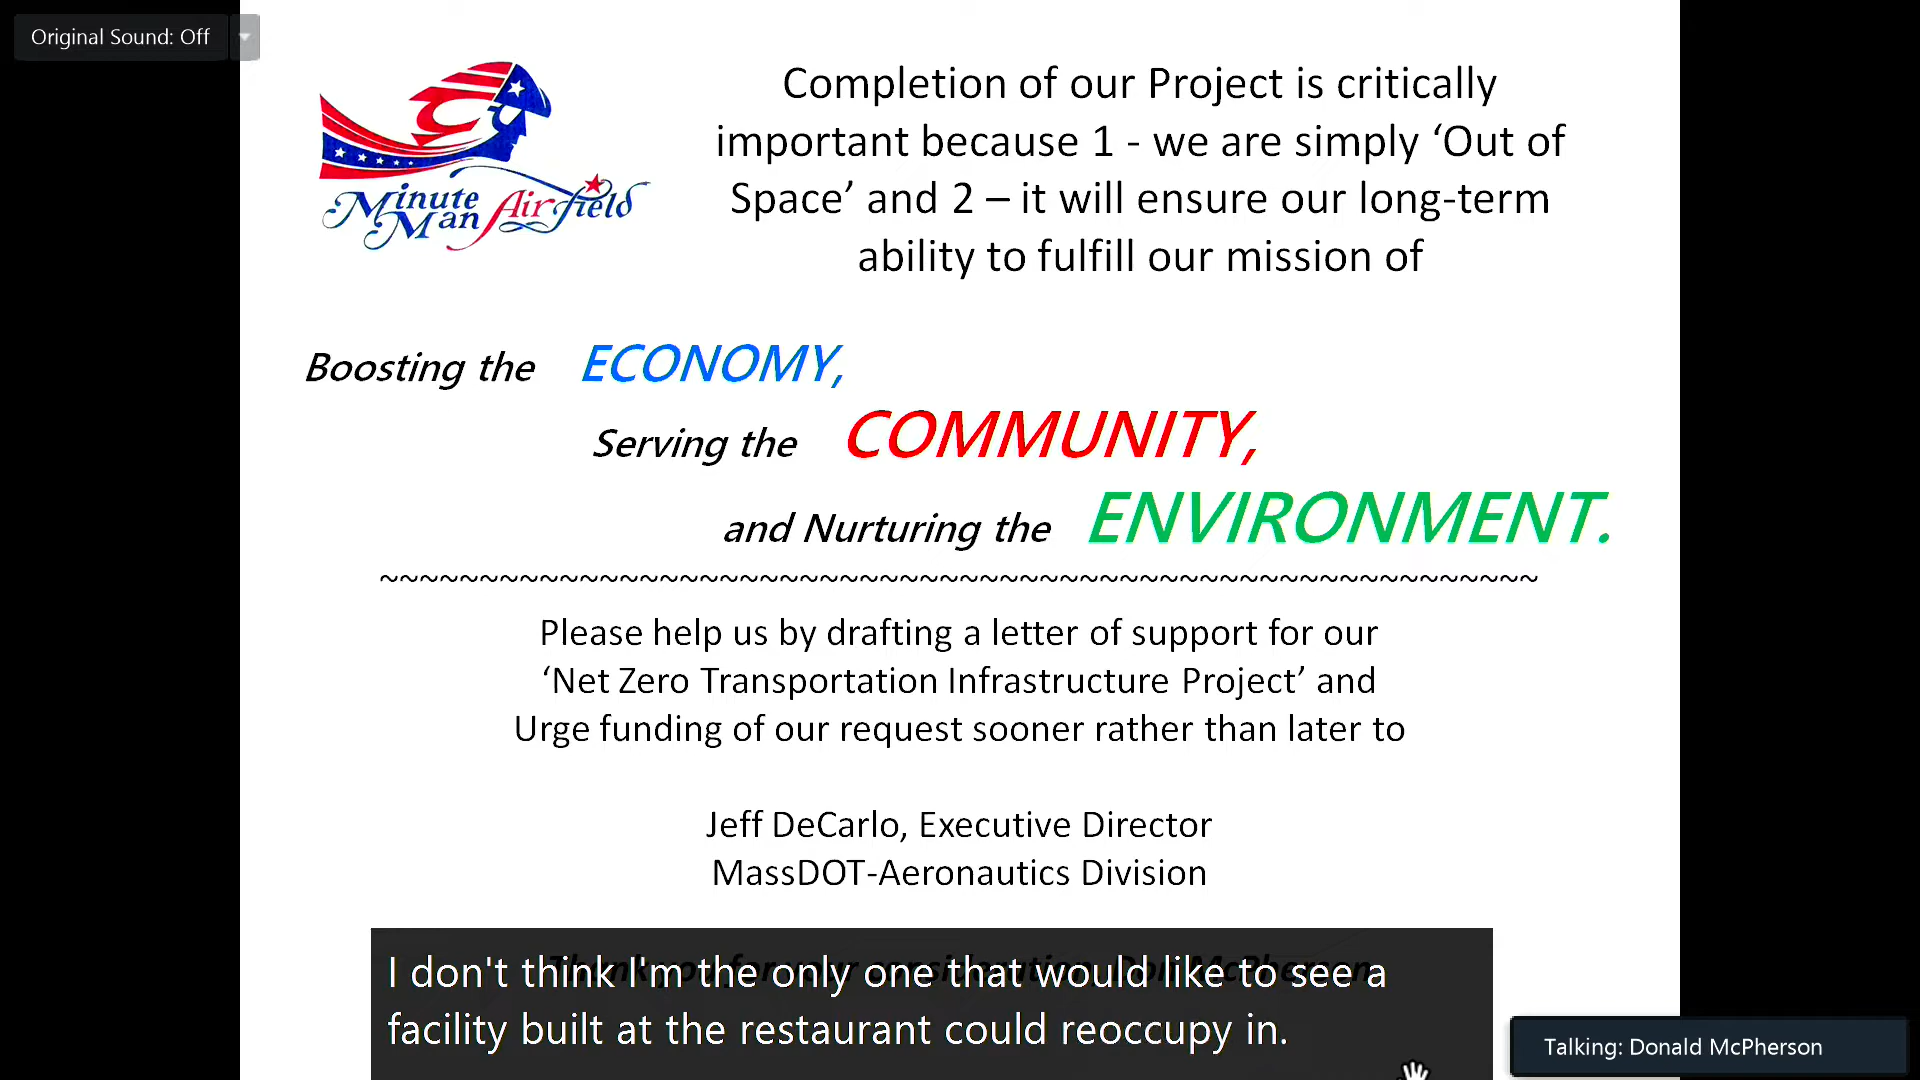 Original Sound: Off
Minute
Man Airfield
Completion of our Project is critically
important because 1 - we are simply ‘Out of
Space’ and 2 – it will ensure our long-term
ability to fulfill our mission of
Boosting the ECONOMY,
Serving the COMMUNITY,
and Nurturing the ENVIRONMENT.
~~~~~~~~~~~~~~~~~~~~~~~~~~~~~~~~~~~~~~~~~~~~~~~~~~~~~~~~~~
Please help us by drafting a letter of support for our
‘Net Zero Transportation Infrastructure Project’ and
Urge funding of our request sooner rather than later to
Jeff DeCarlo, Executive Director
MassDOT-Aeronautics Division
I don't think I'm the only one that would like to see a
facility built at the restaurant could reoccupy in.
Talking: Donald McPherson